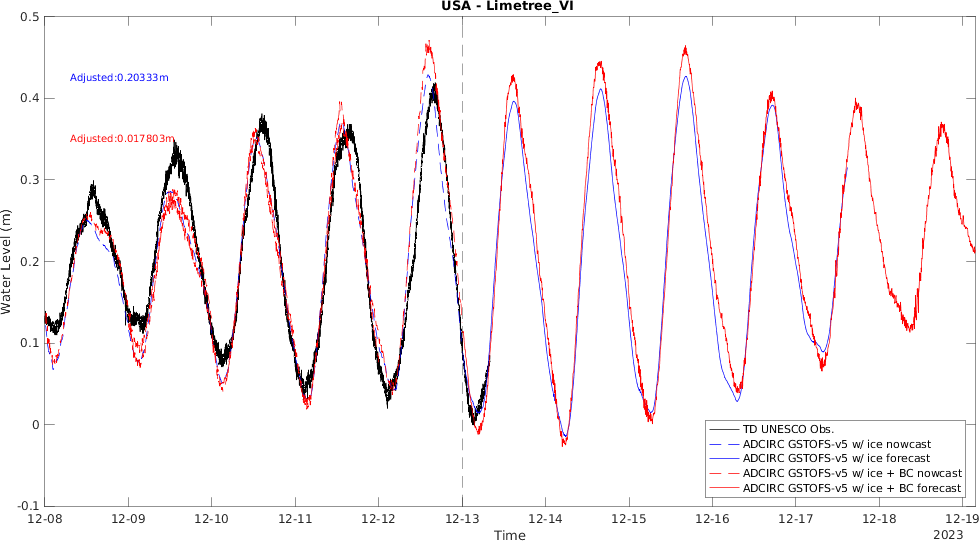 USA - Limetree_VI
0.5
0.4
0.3
0.2
0.1
0
-0.1
Water Level (m)
Adjusted:0.20333m
Adjusted:0.017803m
TD UNESCO Obs.
ADCIRC GSTOFS-v5 w/ ice nowcast
ADCIRC GSTOFS-v5 w/ ice forecast
ADCIRC GSTOFS-v5 w/ ice + BC nowcast
ADCIRC GSTOFS-v5 w/ ice + BC forecast
12-08 12-09 12-10 12-11 12-12 12-13 12-14 12-15 12-16 12-17 12-18 12-19
Time
2023